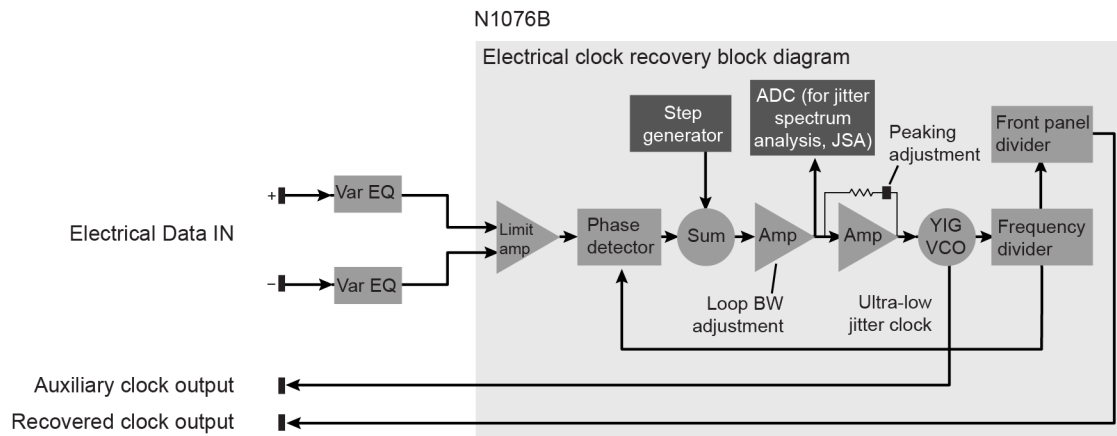 N1076B
Electrical clock recovery block diagram
Step
generator
ADC (for jitter
spectrum
analysis, JSA)
Peaking
adjustment
Front panel
divider
+
Var EQ
Electrical Data IN
−
Var EQ
Limit
amp
Phase
detector
Sum
Amp
Amp
YIG
VCO
Frequency
divider
Loop BW
adjustment
Ultra-low
jitter clock
Auxiliary clock output
Recovered clock output